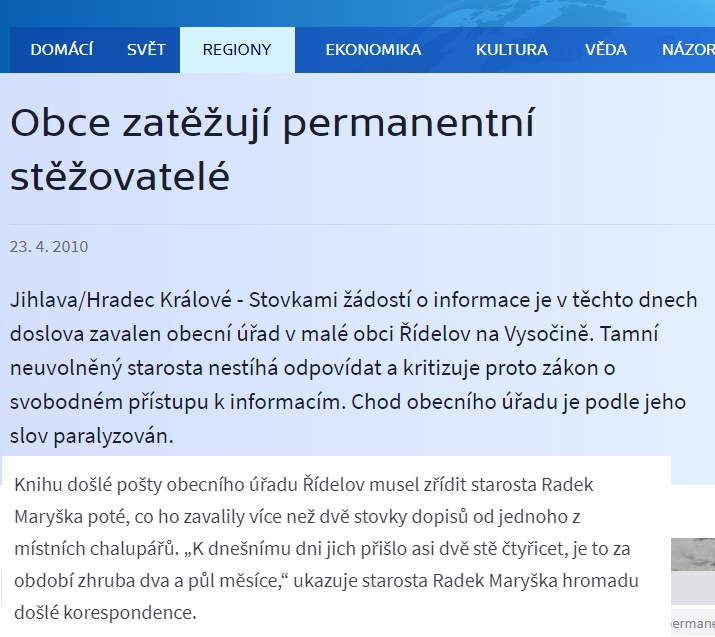 DOMÁCÍ SVĚT REGIONY EKONOMIKA KULTURA VĚDA NÁZOR
Obce zatěžují permanentní
stěžovatelé
23. 4. 2010
Jihlava/Hradec Králové - Stovkami žádostí o informace je v těchto dnech
doslova zavalen obecní úřad v malé obci Řídelov na Vysočině. Tamní
neuvolněný starosta nestíhá odpovídat a kritizuje proto zákon o
svobodném přístupu k informacím. Chod obecního úřadu je podle jeho
slov paralyzován.
Knihu došlé pošty obecního úřadu Řídelov musel zřídit starosta Radek
Maryška poté, co ho zavalily více než dvě stovky dopisů od jednoho z
místních chalupářů. „K dnešnímu dni jich přišlo asi dvě stě čtyřicet, je to za
období zhruba dva a půl měsíce,“ ukazuje starosta Radek Maryška hromadu
došlé korespondence.